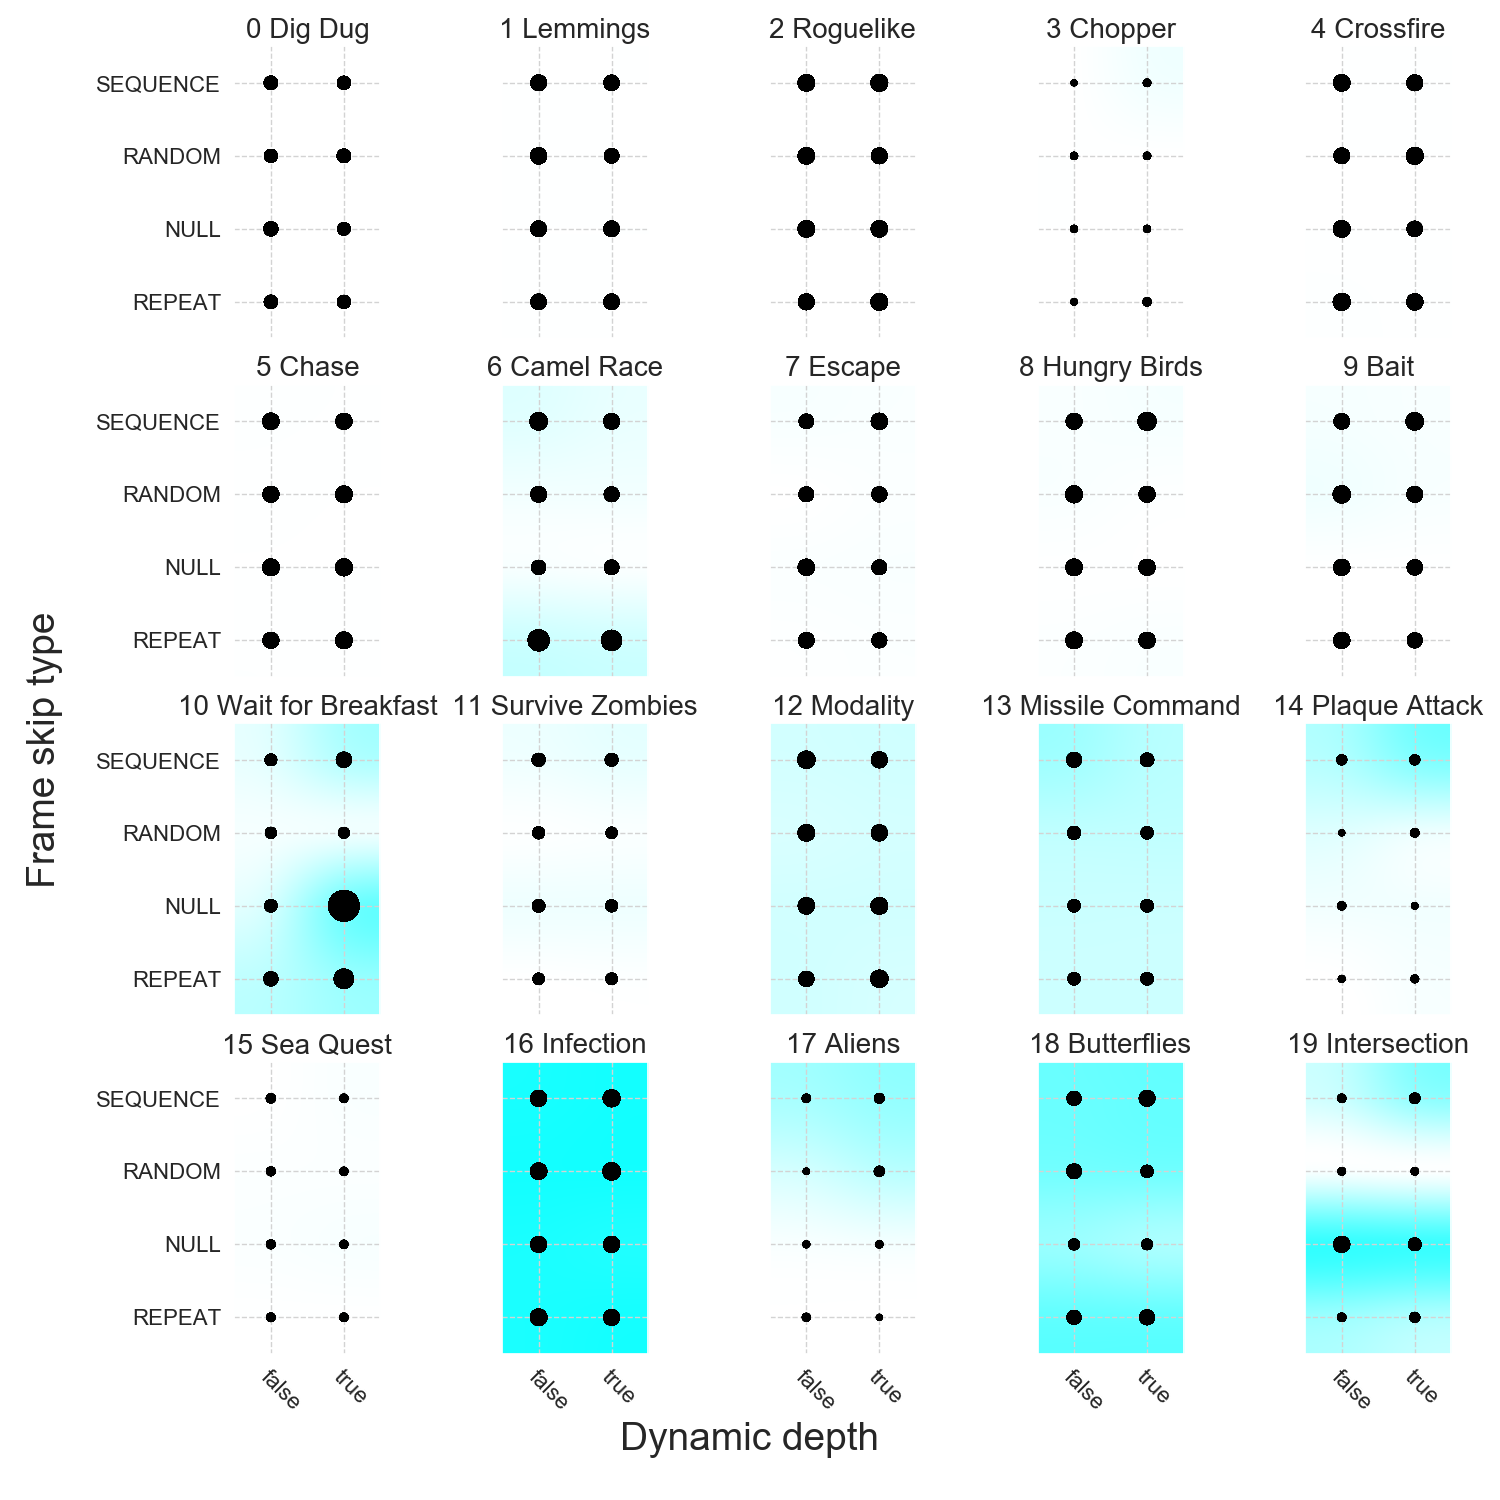 0 Dig Dug
1 Lemmings
2 Roguelike
3 Chopper
4 Crossfire
SEQUENCE
RANDOM
NULL
REPEAT
5 Chase
6 Camel Race
7 Escape
8 Hungry Birds
9 Bait
SEQUENCE
RANDOM
NULL
REPEAT
Frame skip type
10 Wait for Breakfast
11 Survive Zombies
12 Modality
13 Missile Command
14 Plaque Attack
SEQUENCE
RANDOM
NULL
REPEAT
15 Sea Quest
16 Infection
17 Aliens
18 Butterflies
19 Intersection
SEQUENCE
RANDOM
NULL
REPEAT
false
true
false
true
false
true
false
true
false
true
Dynamic depth